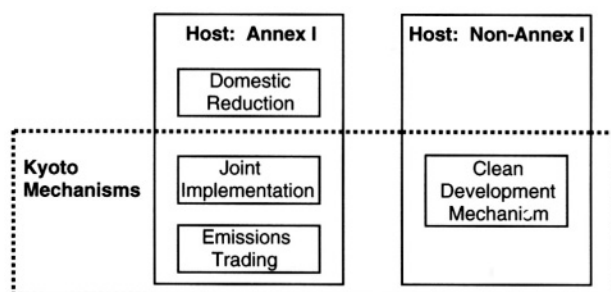 Host: Annex I
Host: Non-Annex I
Domestic
Reduction
Kyoto
Mechanisms
Joint
Implementation
Clean
Development
Mechanism
Emissions
Trading